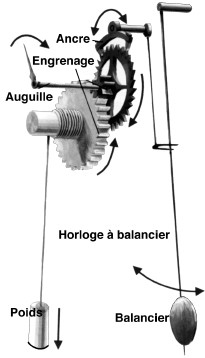 Ancre
Engrenage
Auguille
Horloge à balancier
Poids
Balancier